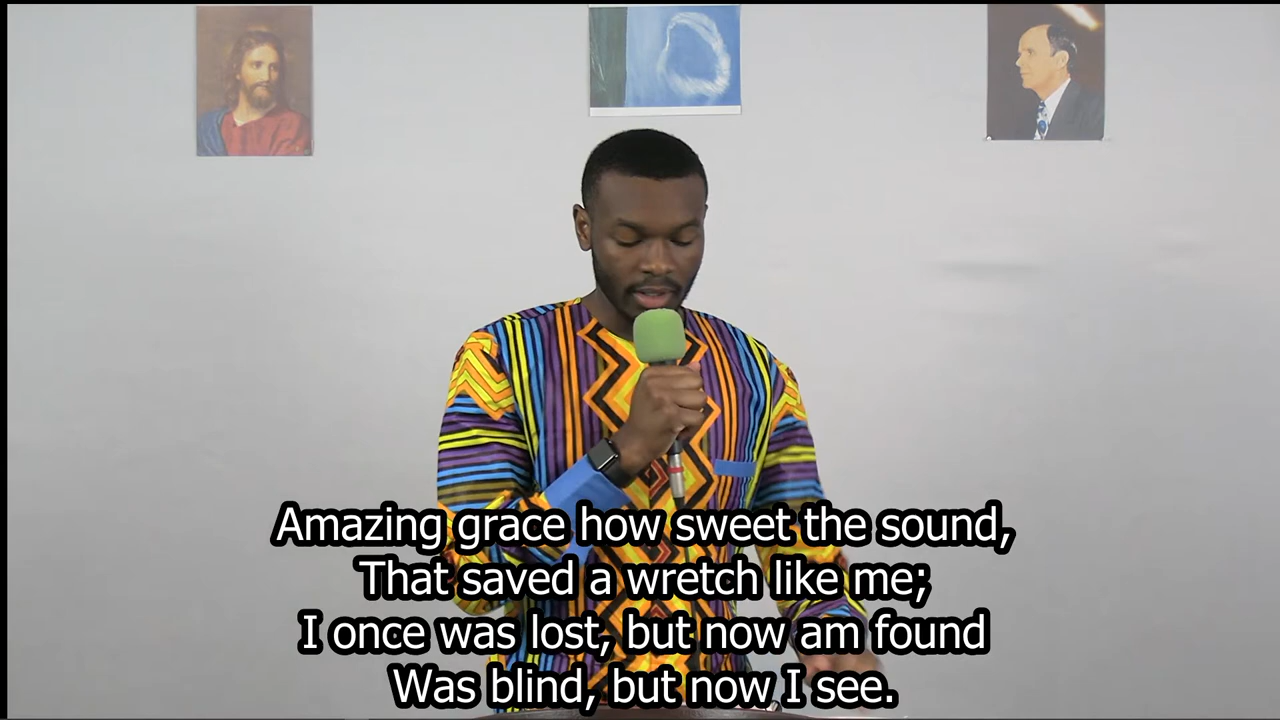 Amazing grace how sweet the sound,
That saved a wretch like me;
I once was lost, but now am found
Was blind, but now I see.